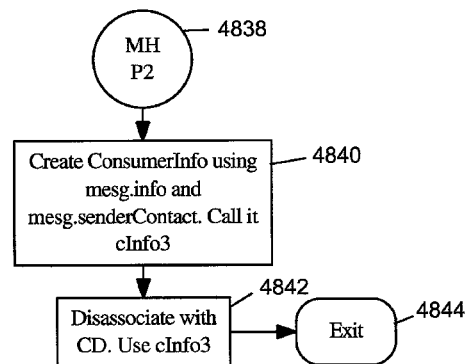 MH
P2
4838
Create ConsumerInfo using
mesg.info and
mesg.senderContact. Call it
cInfo3
4840
Disassociate with
CD. Use cInfo3
4842
Exit
4844